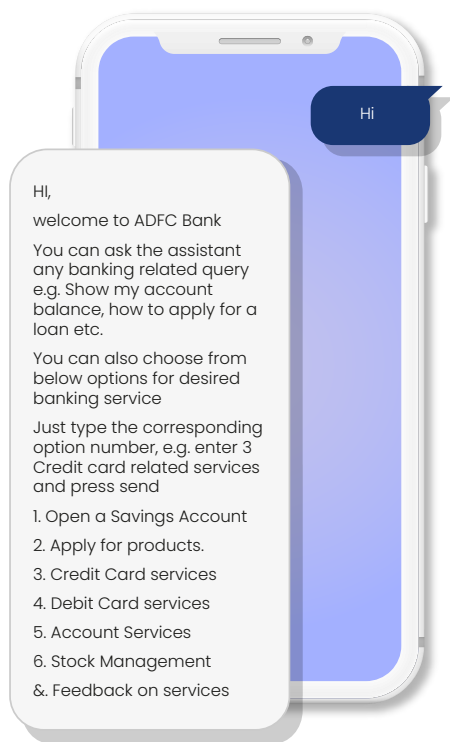 Hi
HI,
welcome to ADFC Bank
You can ask the assistant
any banking related query
e.g. Show my account
balance, how to apply for a
loan etc.
You can also choose from
below options for desired
banking service
Just type the corresponding
option number, e.g. enter 3
Credit card related services
and press send
1. Open a Savings Account
2. Apply for products.
3. Credit Card services
4. Debit Card services
5. Account Services
6. Stock Management
&. Feedback on services